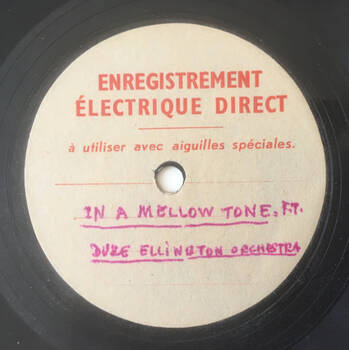 ENREGISTREMENT
ÉLECTRIQUE DIRECT
à utiliser avec aiguilles spéciales.
IN A MELLOW TONE. F.T.
DUKE ELLINGTON ORCHESTRA